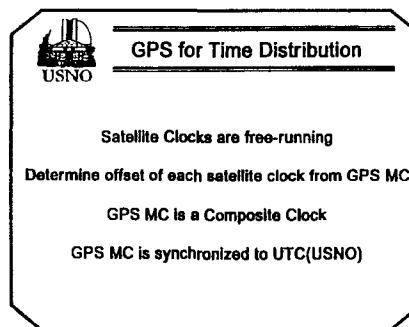 GPS for Time Distribution
USNO
Satellite Clocks are free-running
Determine offset of each satellite clock from GPS MC
GPS MC is a Composite Clock
GPS MC is synchronized to UTC(USNO)